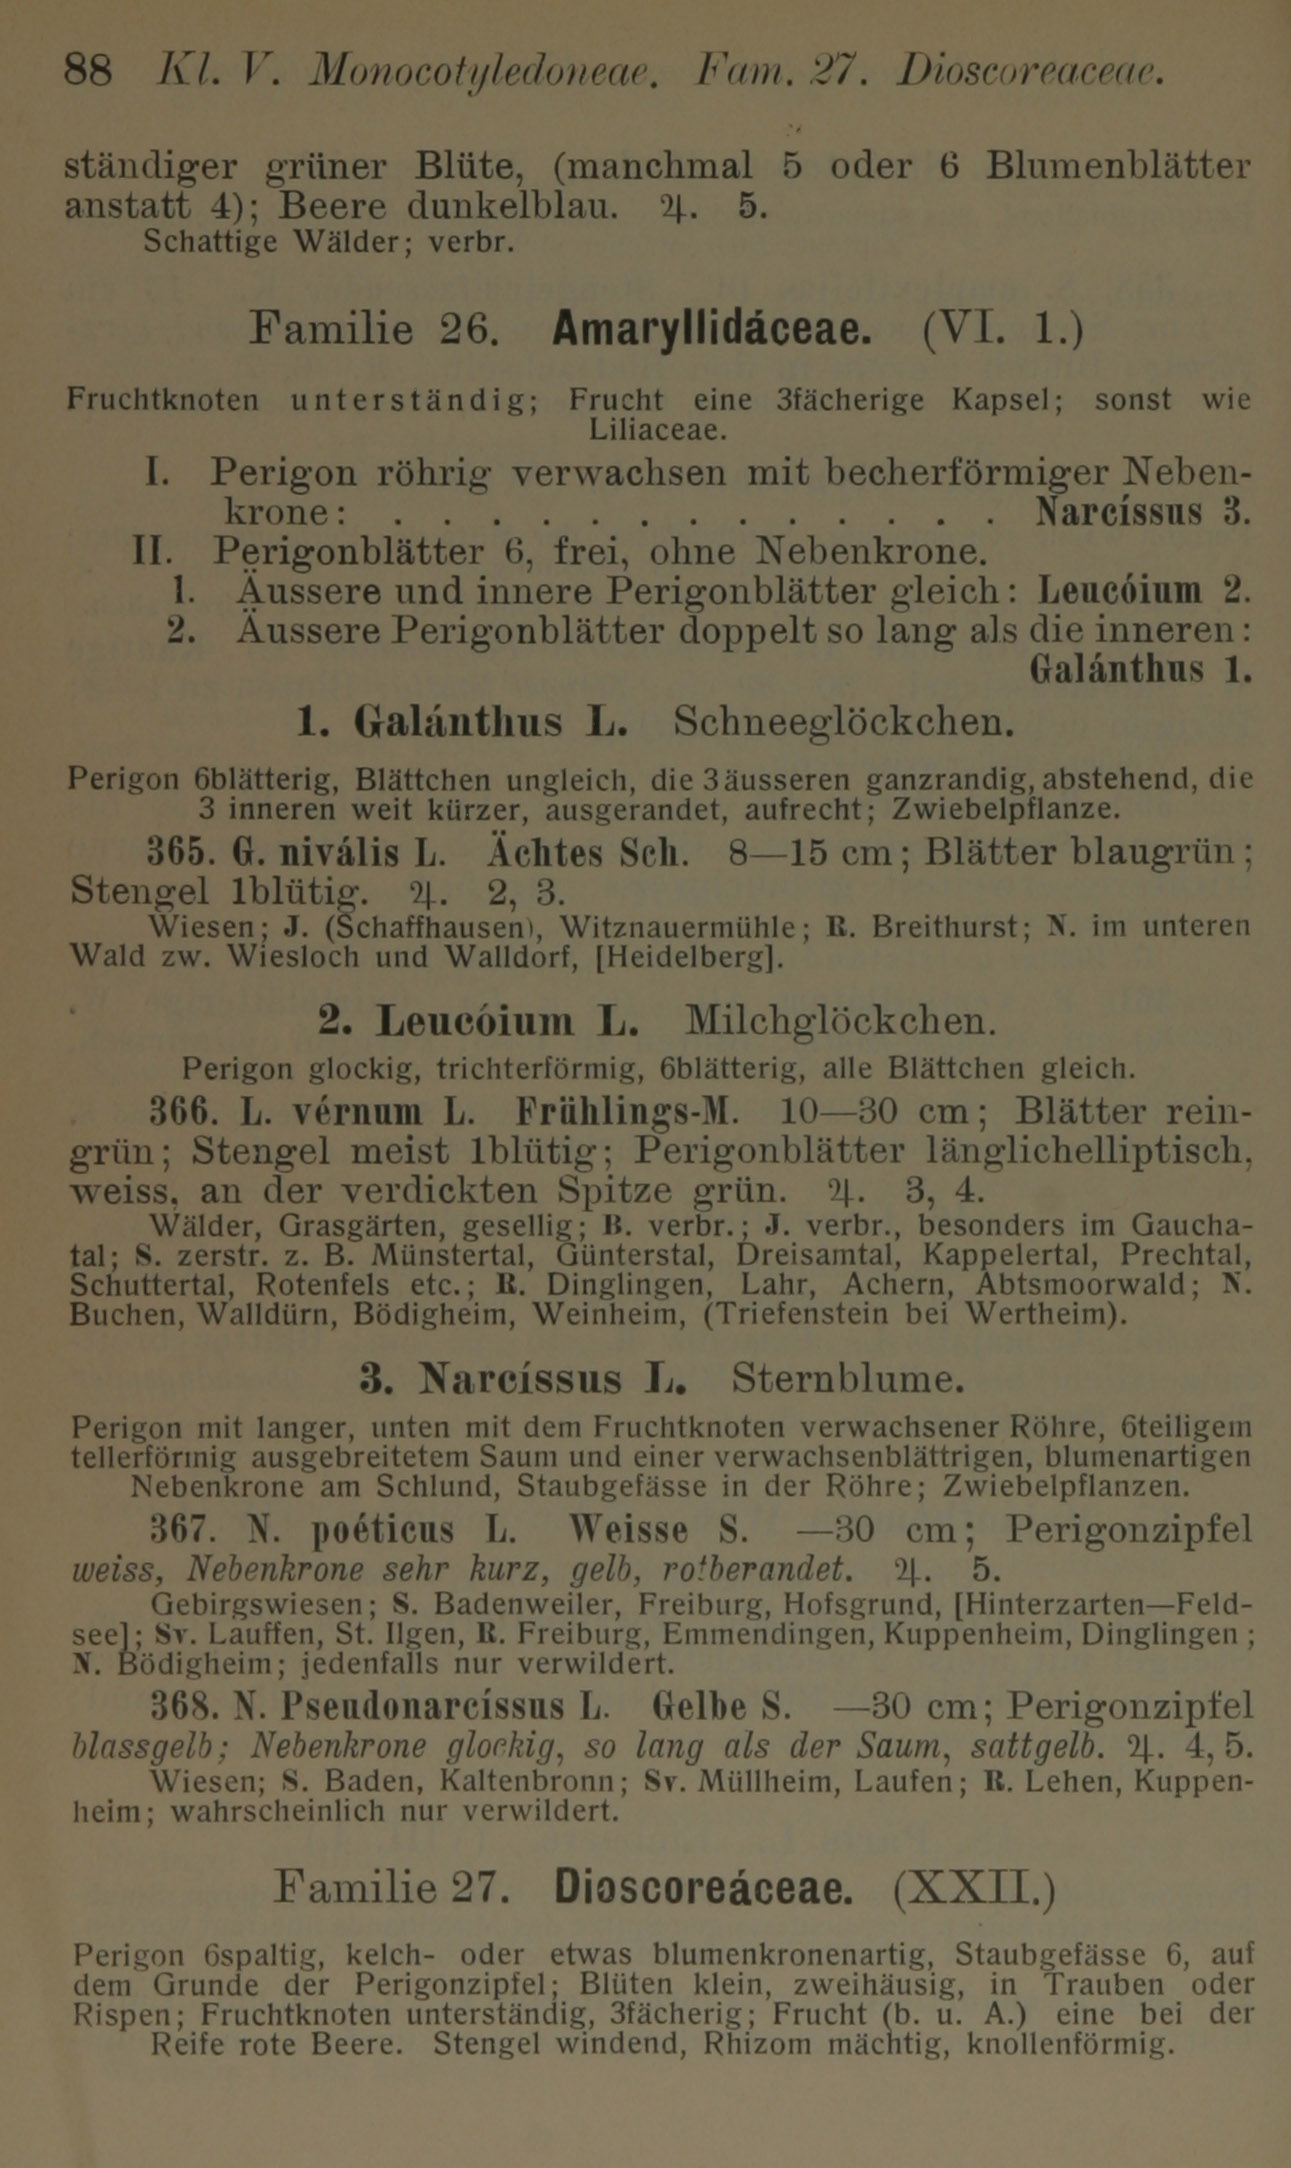 88 Kl. V. Monocotyledoneae. Fam. 27. Dioscoreaceae.
ständiger grüner Blüte, (manchmal 5 oder 6 Blumenblätter
anstatt 4); Beere dunkelblau. ♃. 5.
Schattige Wälder; verbr.
Familie 26. Amaryllidáceae. (VI. 1.)
Fruchtknoten unterständig; Frucht eine 3fächerige Kapsel; sonst wie
Liliaceae.
I. Perigon röhrig verwachsen mit becherförmiger Neben-
krone: . . . . . . . . . . . . . Narcíssus 3.
II. Perigonblätter 6, frei, ohne Nebenkrone.
1. Äussere und innere Perigonblätter gleich: Leucóium 2.
2. Äussere Perigonblätter doppelt so lang als die inneren:
Galánthus 1.
1. Galánthus L. Schneeglöckchen.
Perigon 6blätterig, Blättchen ungleich, die 3 äusseren ganzrandig, abstehend, die
3 inneren weit kürzer, ausgerandet, aufrecht; Zwiebelpflanze.
365. G. nivális L. Ächtes Sch. 8—15 cm; Blätter blaugrün;
Stengel 1blütig. ♃. 2, 3.
Wiesen; J. (Schaffhausen), Witznauermühle; R. Breithurst; N. im unteren
Wald zw. Wiesloch und Walldorf, [Heidelberg].
2. Leucóium L. Milchglöckchen.
Perigon glockig, trichterförmig, 6blätterig, alle Blättchen gleich.
366. L. vérnum L. Frühlings-M. 10—30 cm; Blätter rein-
grün; Stengel meist 1blütig; Perigonblätter länglichelliptisch,
weiss, an der verdickten Spitze grün. ♃. 3, 4.
Wälder, Grasgärten, gesellig; B. verbr.; J. verbr., besonders im Gaucha-
tal; S. zerstr. z. B. Münstertal, Günterstal, Dreisamtal, Kappelertal, Prechtal,
Schuttertal, Rotenfels etc.; R. Dinglingen, Lahr, Achern, Abtsmoorwald; N.
Buchen, Walldürn, Bödigheim, Weinheim, (Triefenstein bei Wertheim).
3. Narcíssus L. Sternblume.
Perigon mit langer, unten mit dem Fruchtknoten verwachsener Röhre, 6teiligem
tellerförmig ausgebreitetem Saum und einer verwachsenblättrigen, blumenartigen
Nebenkrone am Schlund, Staubgefässe in der Röhre; Zwiebelpflanzen.
367. N. poéticus L. Weisse S. —30 cm; Perigonzipfel
weiss, Nebenkrone sehr kurz, gelb, rotberandet. ♃. 5.
Gebirgswiesen; S. Badenweiler, Freiburg, Hofsgrund, [Hinterzarten—Feld-
see]; Sv. Lauffen, St. Ilgen, R. Freiburg, Emmendingen, Kuppenheim, Dinglingen;
N. Bödigheim; jedenfalls nur verwildert.
368. N. Pseudonarcíssus L. Gelbe S. —30 cm; Perigonzipfel
blassgelb; Nebenkrone glockig, so lang als der Saum, sattgelb. ♃. 4, 5.
Wiesen; S. Baden, Kaltenbronn; Sv. Müllheim, Laufen; R. Lehen, Kuppen-
heim; wahrscheinlich nur verwildert.
Familie 27. Dioscoreáceae. (XXII.)
Perigon 6spaltig, kelch- oder etwas blumenkronenartig, Staubgefässe 6, auf
dem Grunde der Perigonzipfel; Blüten klein, zweihäusig, in Trauben oder
Rispen; Fruchtknoten unterständig, 3fächerig; Frucht (b. u. A.) eine bei der
Reife rote Beere. Stengel windend, Rhizom mächtig, knollenförmig.